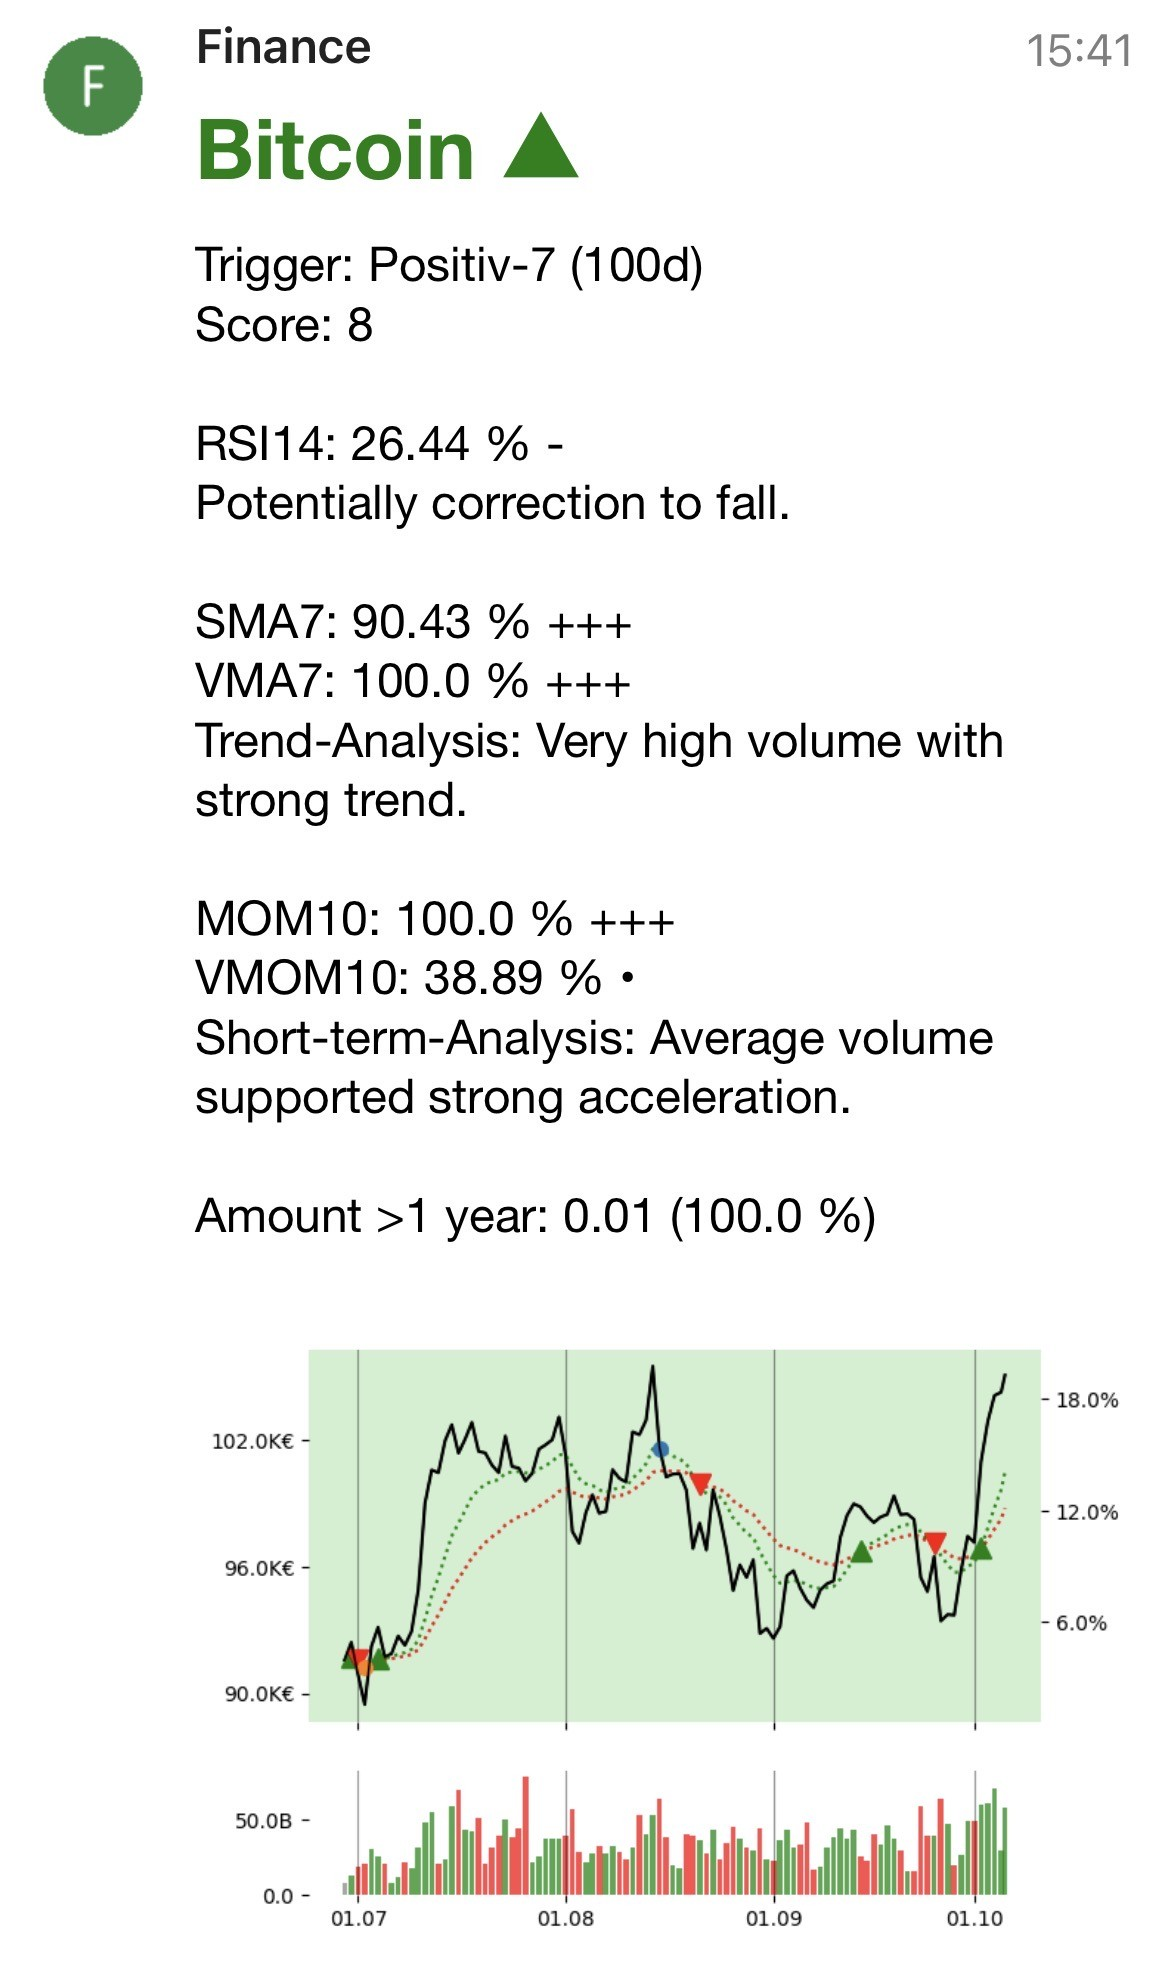 F
Finance
15:41
Bitcoin ▲
Trigger: Positiv-7 (100d)
Score: 8
RSI14: 26.44 % -
Potentially correction to fall.
SMA7: 90.43 % +++
VMA7: 100.0 % +++
Trend-Analysis: Very high volume with
strong trend.
MOM10: 100.0 % +++
VMOM10: 38.89 % •
Short-term-Analysis: Average volume
supported strong acceleration.
Amount >1 year: 0.01 (100.0 %)
102.0K€
96.0K€
90.0K€
18.0%
12.0%
6.0%
50.0B
0.0
01.07
01.08
01.09
01.10